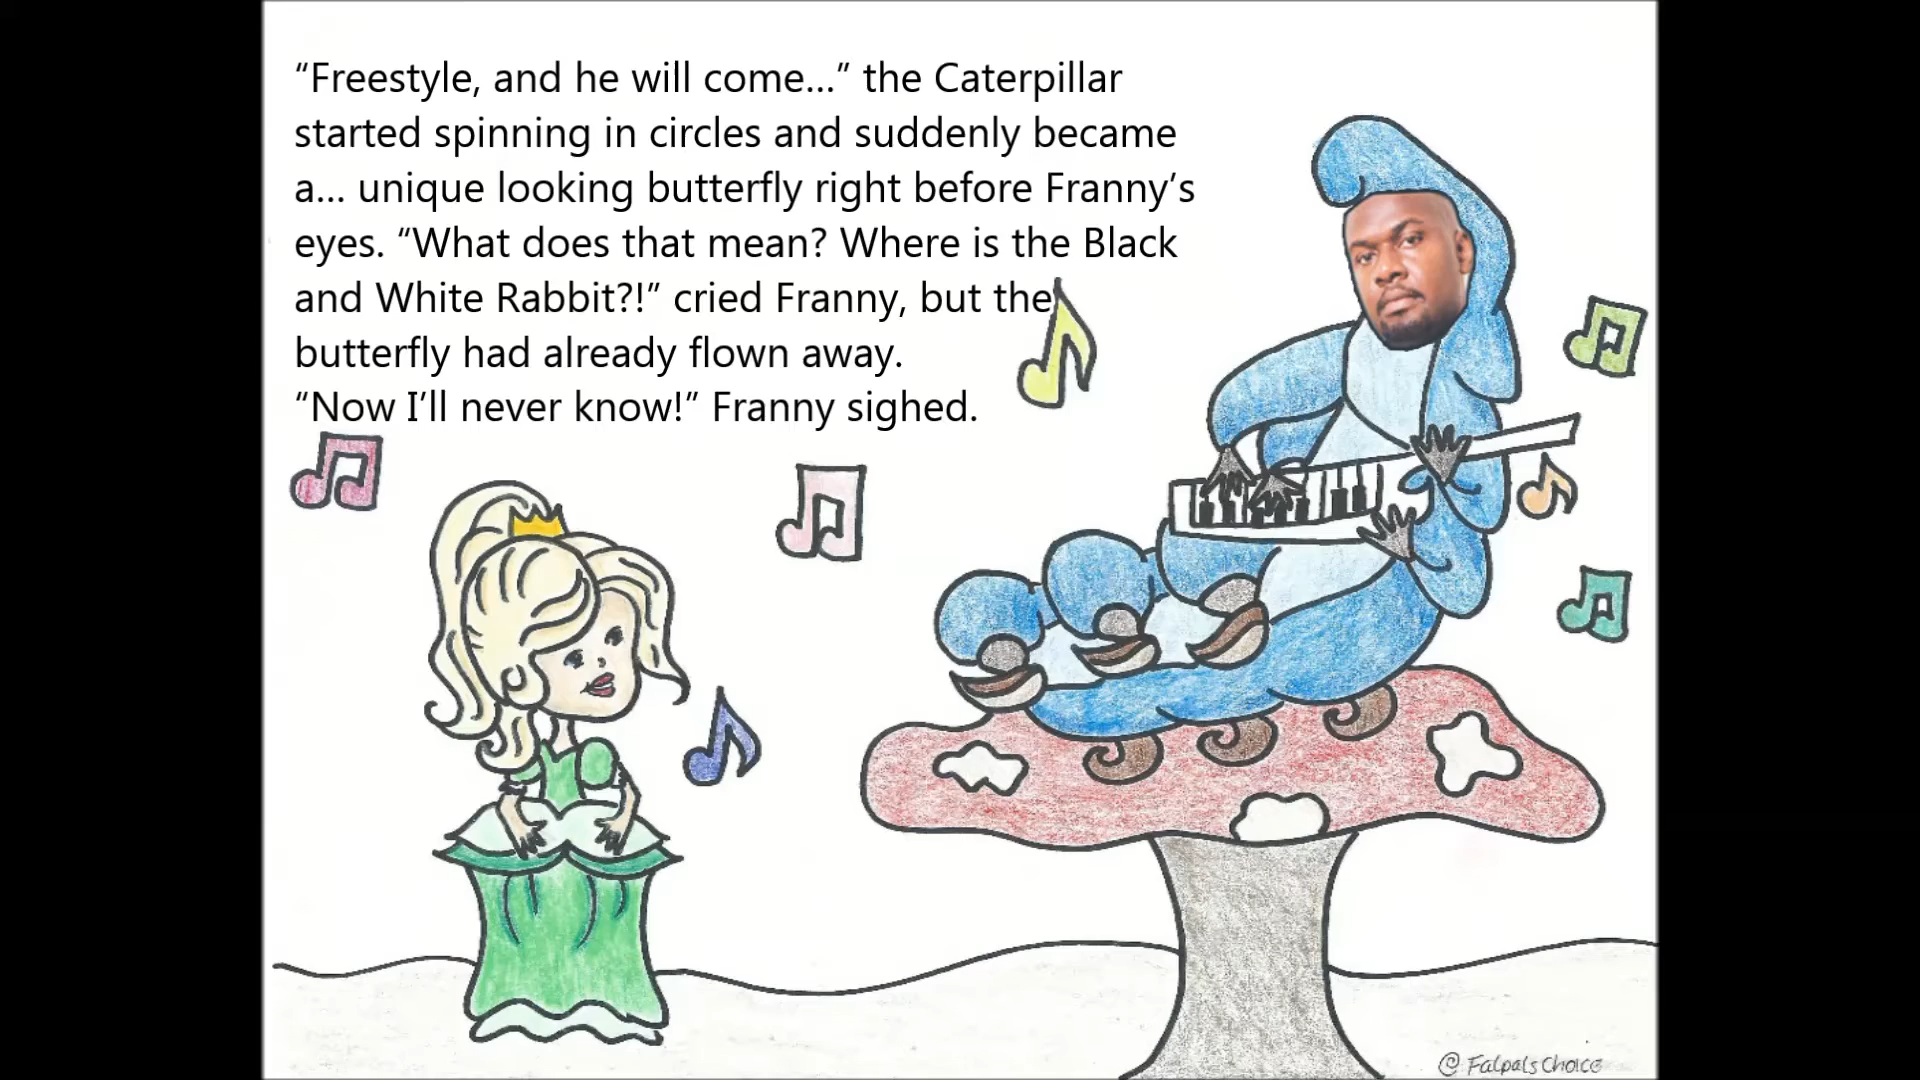 “Freestyle, and he will come…” the Caterpillar
started spinning in circles and suddenly became
a… unique looking butterfly right before Franny’s
eyes. “What does that mean? Where is the Black
and White Rabbit?!” cried Franny, but the
butterfly had already flown away.
“Now I’ll never know!” Franny sighed.
@FalpalsChoice